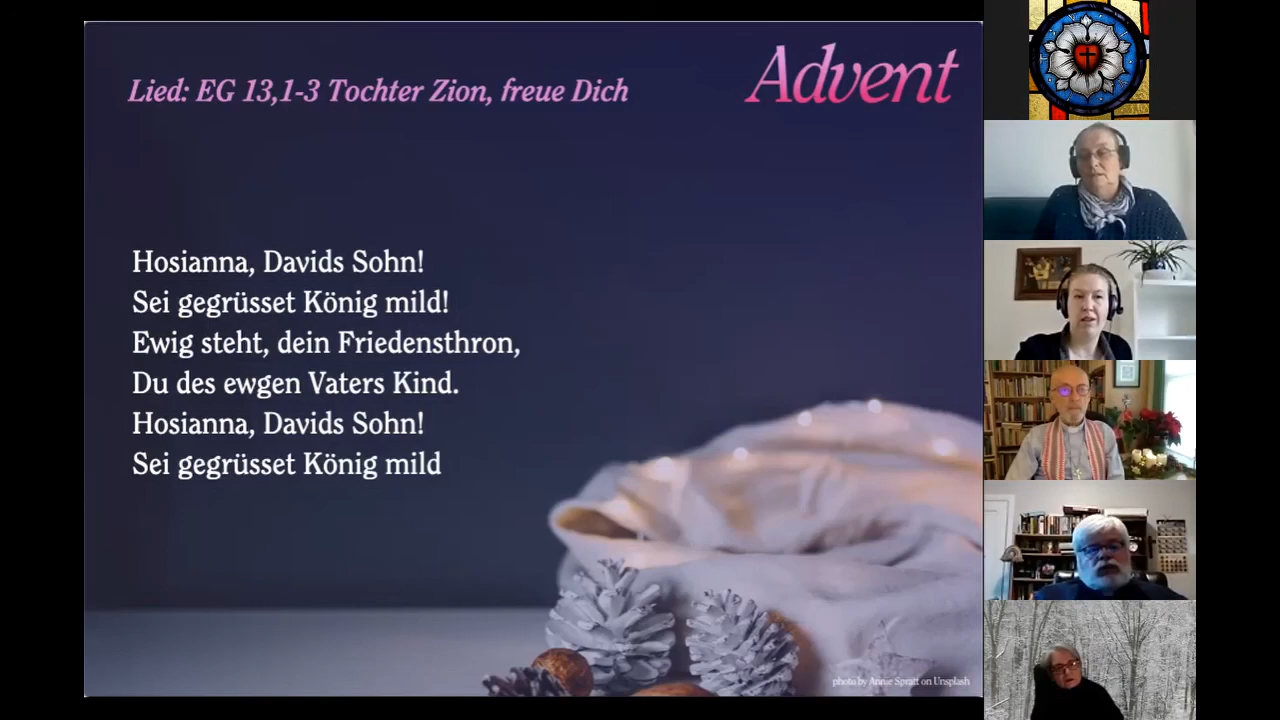 Lied: EG 13,1-3 Tochter Zion, freue Dich
Advent
Hosianna, Davids Sohn!
Sei gegrüsset König mild!
Ewig steht, dein Friedensthron,
Du des ewgen Vaters Kind.
Hosianna, Davids Sohn!
Sei gegrüsset König mild
photo by Annie Spratt on Unsplash